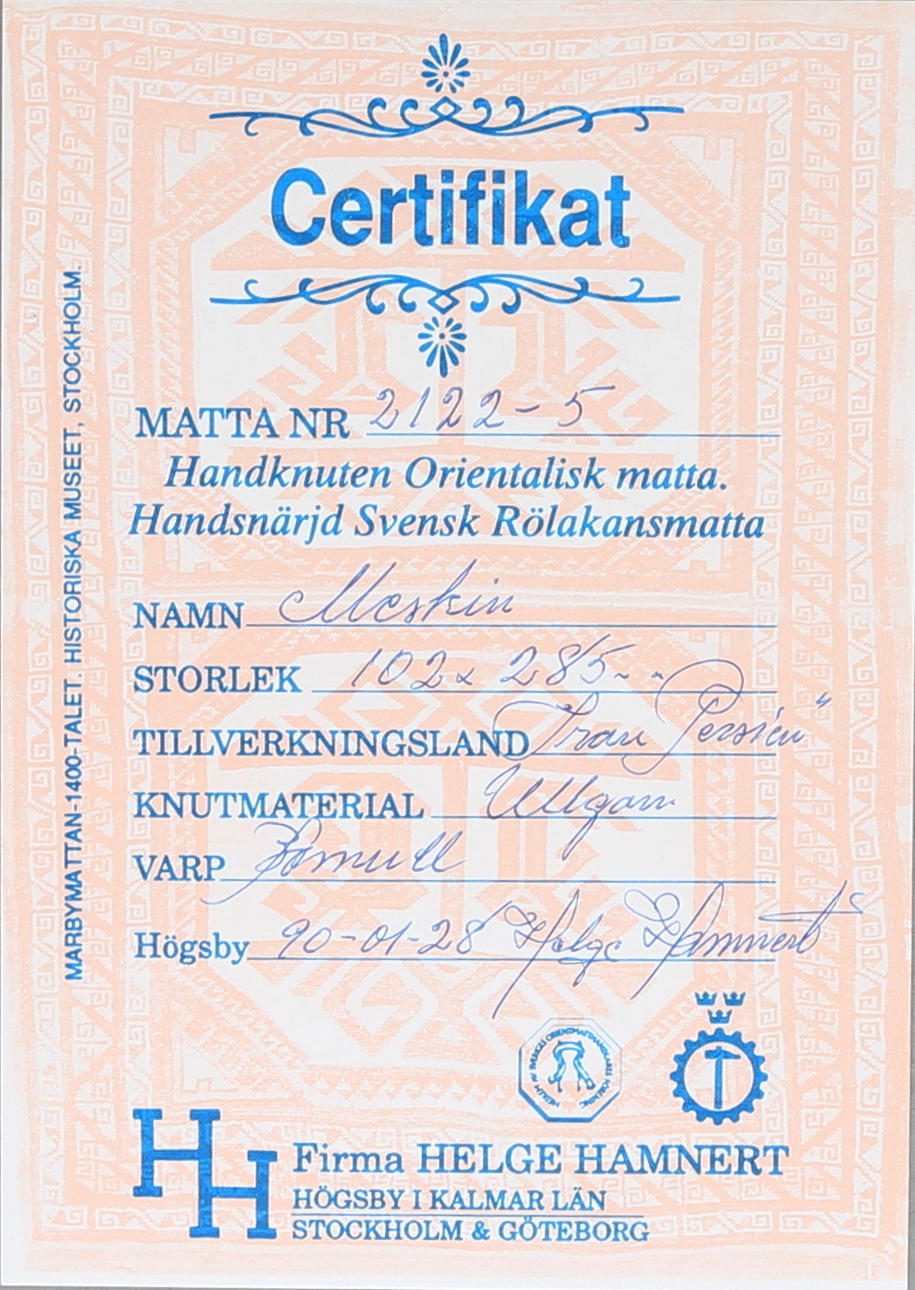 Certifikat
MATTA NR 2122-5
Handknuten Orientalisk matta.
Handsnärjd Svensk Rölakansmatta
NAMN Meskin
STORLEK 102 x 285
TILLVERKNINGSLAND Iran Persien"
KNUTMATERIAL Ullgarn
VARP Bomull
Högsby 90-01-28 Helge Hamnert
MARBYMATTAN-1400-TALET. HISTORISKA MUSEET, STOCKHOLM.
HH
Firma HELGE HAMNERT
HÖGSBY I KALMAR LÄN
STOCKHOLM & GÖTEBORG